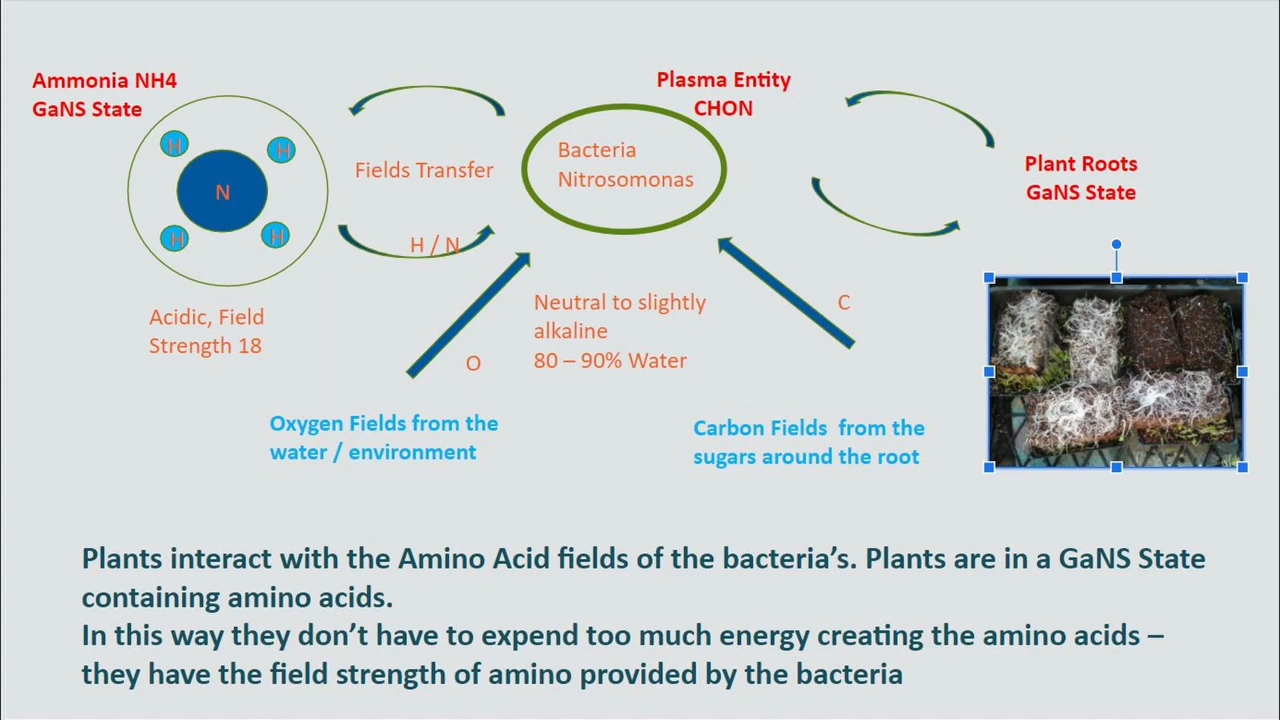 Ammonia NH4
GaNS State
H
H
N
H
H
Acidic, Field
Strength 18
Fields Transfer
H / N
Plasma Entity
CHON
Bacteria
Nitrosomonas
Neutral to slightly
alkaline
80 – 90% Water
O
C
Plant Roots
GaNS State
Oxygen Fields from the
water / environment
Carbon Fields  from the
sugars around the root
Plants interact with the Amino Acid fields of the bacteria’s. Plants are in a GaNS State
containing amino acids.
In this way they don’t have to expend too much energy creating the amino acids –
they have the field strength of amino provided by the bacteria